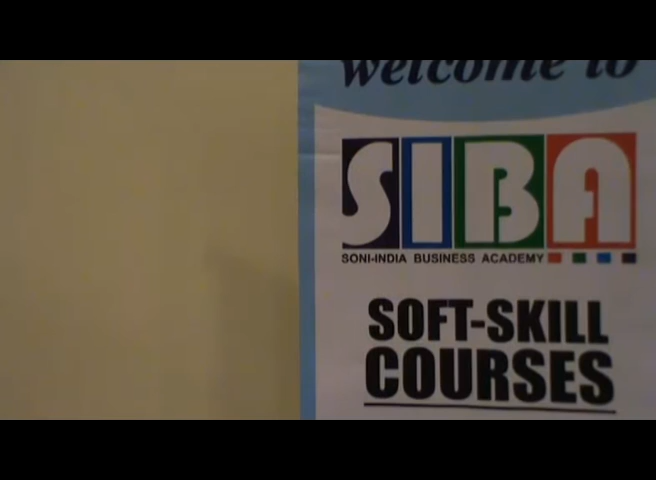 welcome to
SIBA
SONI-INDIA BUSINESS ACADEMY
SOFT-SKILL
COURSES